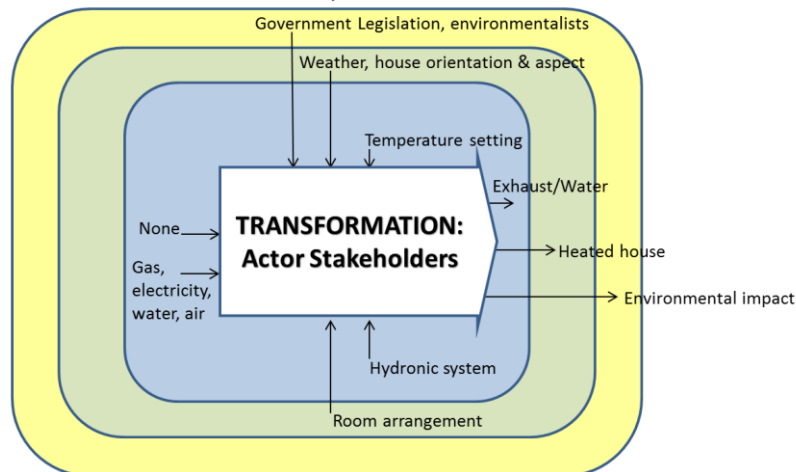 Government Legislation, environmentalists
Weather, house orientation & aspect
Temperature setting
Exhaust/Water
TRANSFORMATION:
Actor Stakeholders
None
Heated house
Gas,
electricity,
water, air
Environmental impact
Hydronic system
Room arrangement